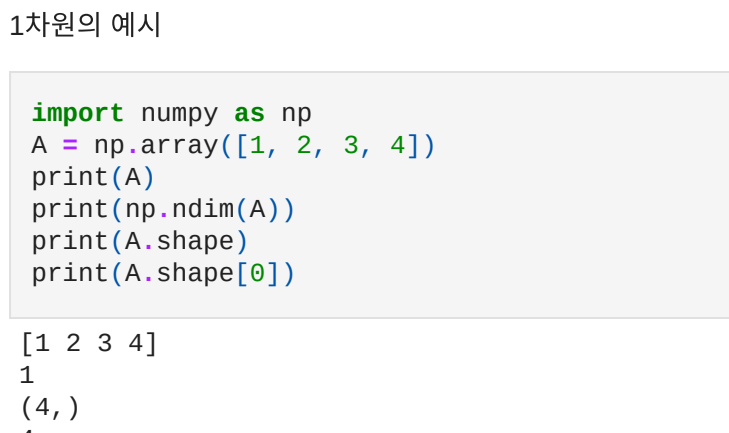 1차원의 예시
import numpy as np
A = np.array([1, 2, 3, 4])
print(A)
print(np.ndim(A))
print(A.shape)
print(A.shape[0])
[1 2 3 4]
1
(4,)